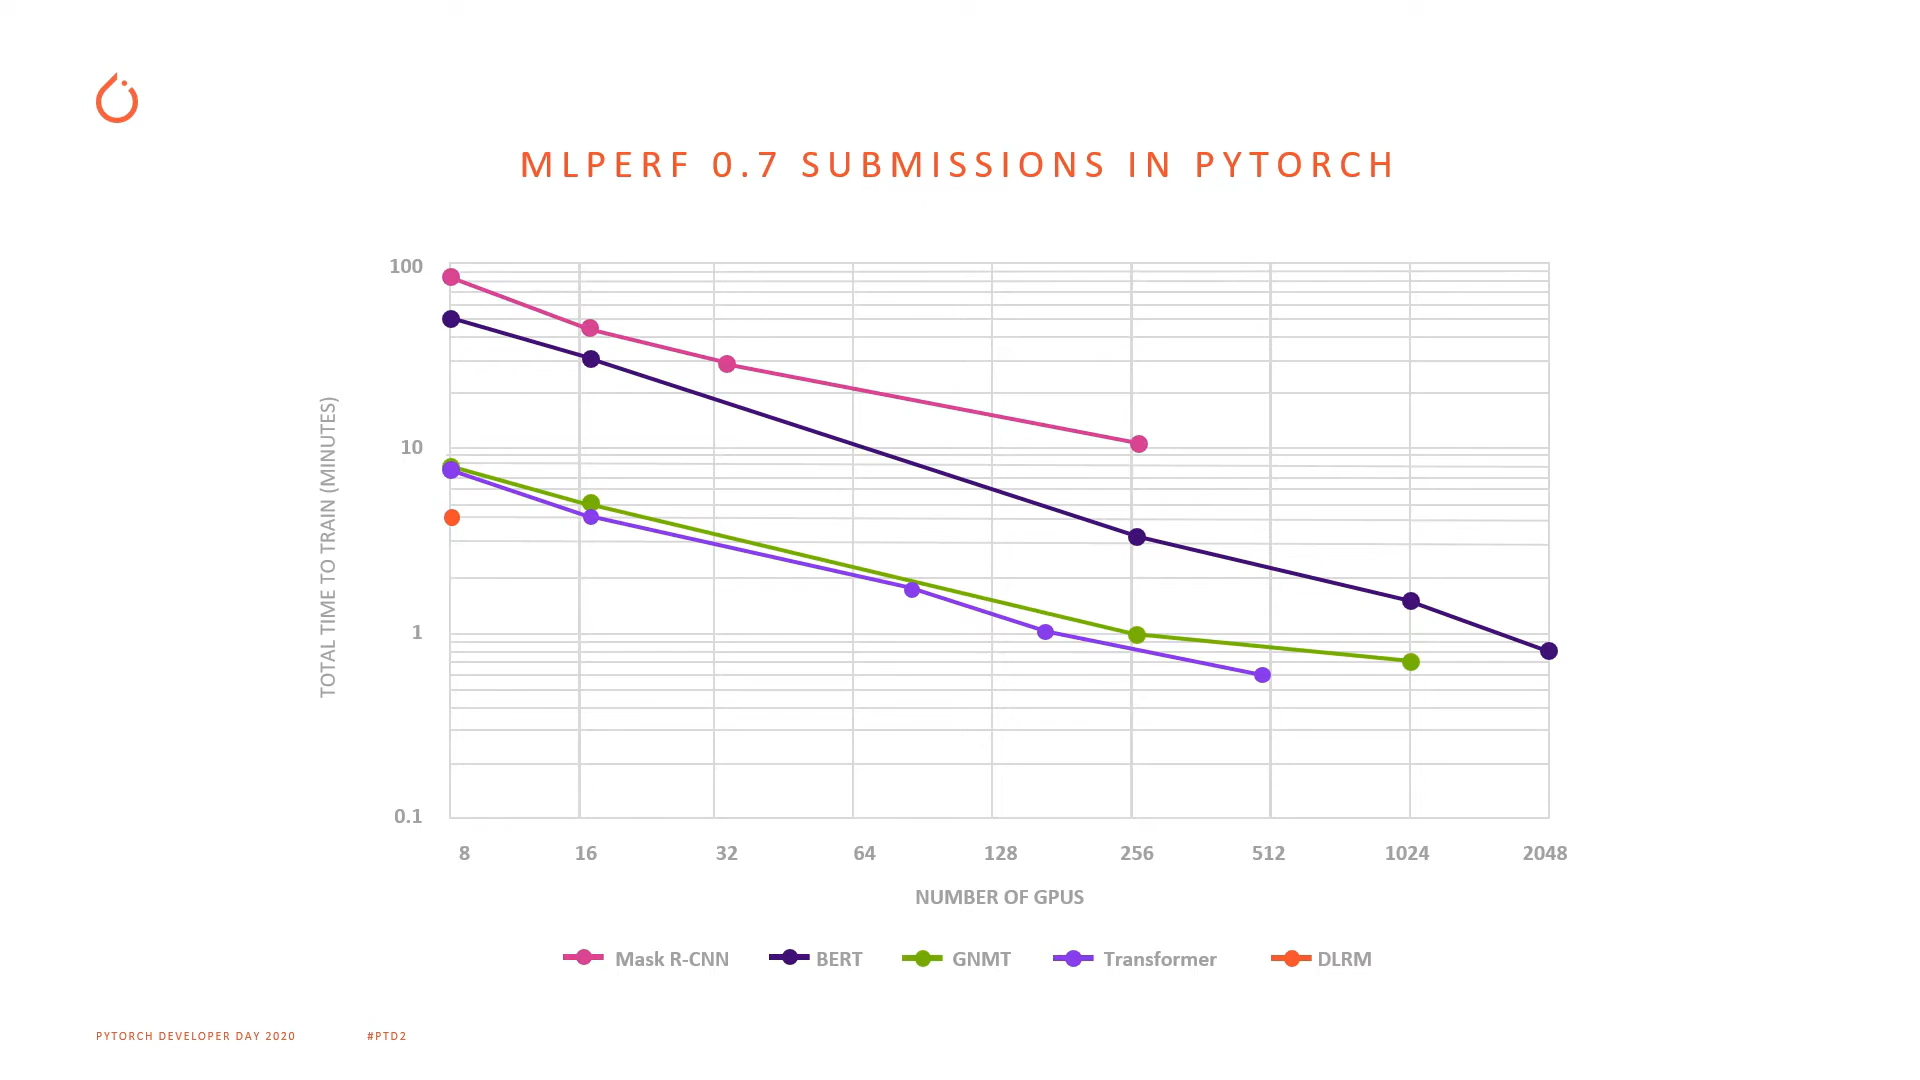 MLPERF 0.7 SUBMISSIONS IN PYTORCH
100
10
1
0.1
TOTAL TIME TO TRAIN (MINUTES)
8 16 32 64 128 256 512 1024 2048
NUMBER OF GPUS
Mask R-CNN BERT GNMT Transformer DLRM
PYTORCH DEVELOPER DAY 2020 #PTD2